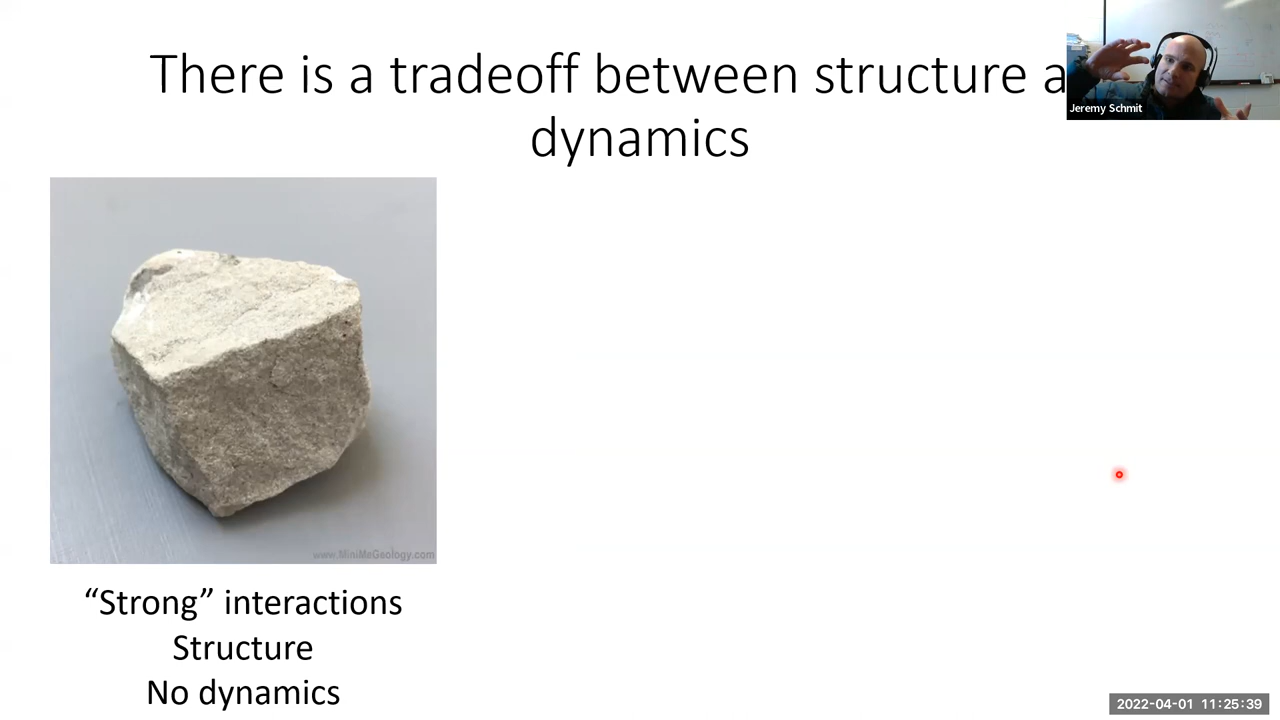 There is a tradeoff between structure a
dynamics
Jeremy Schmit
www.MiniMeGeology.com
“Strong” interactions
Structure
No dynamics
2022-04-01 11:25:39